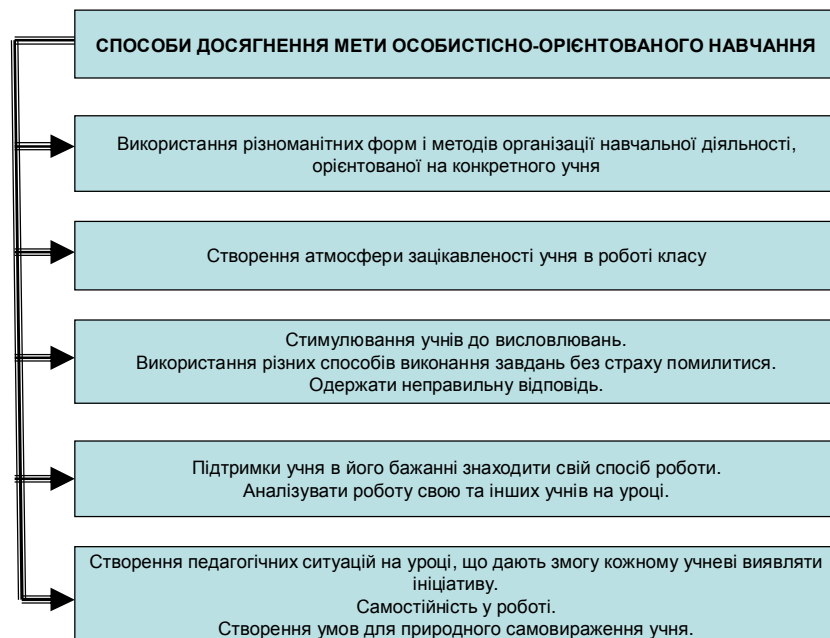 СПОСОБИ ДОСЯГНЕННЯ МЕТИ ОСОБИСТІСНО-ОРІЄНТОВАНОГО НАВЧАННЯ
Використання різноманітних форм і методів організації навчальної діяльності,
орієнтованої на конкретного учня
Створення атмосфери зацікавленості учня в роботі класу
Стимулювання учнів до висловлювань.
Використання різних способів виконання завдань без страху помилитися.
Одержати неправильну відповідь.
Підтримки учня в його бажанні знаходити свій спосіб роботи.
Аналізувати роботу свою та інших учнів на уроці.
Створення педагогічних ситуацій на уроці, що дають змогу кожному учневі виявляти
ініціативу.
Самостійність у роботі.
Створення умов для природного самовираження учня.